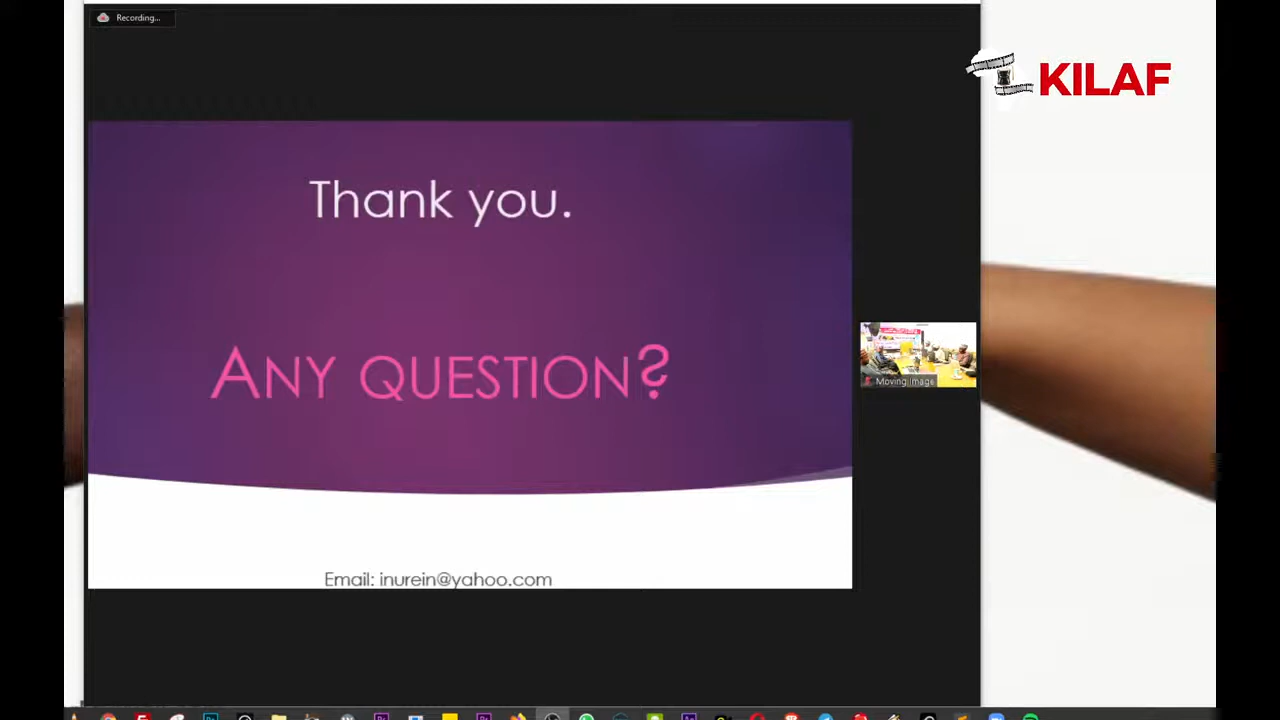 Recording...
KILAF
Thank you.
ANY QUESTION?
Moving Image
Email: inurein@yahoo.com